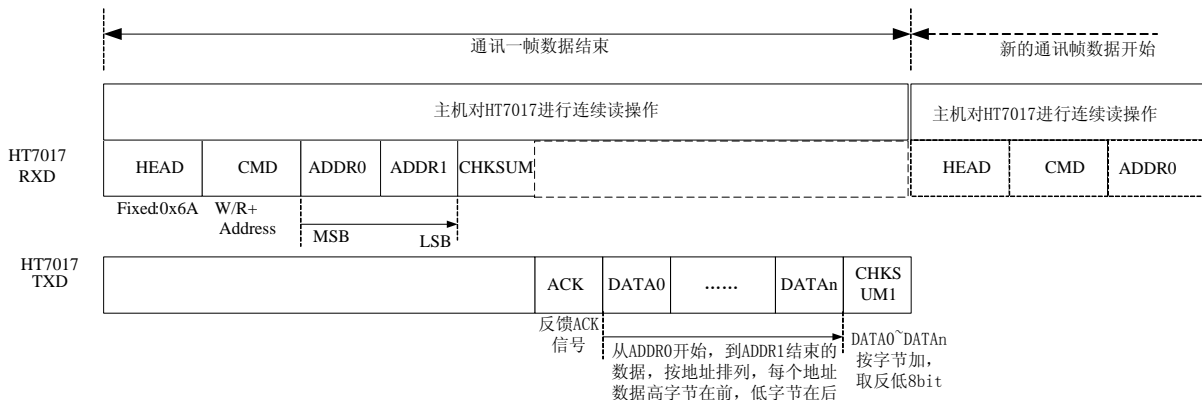 通讯一帧数据结束
新的通讯帧数据开始
主机对HT7017进行连续读操作
主机对HT7017进行连续读操作
HT7017
RXD
HEAD
CMD
ADDR0
ADDR1
CHKSUM
HEAD
CMD
ADDR0
Fixed:0x6A
W/R+
Address
MSB
LSB
HT7017
TXD
ACK
DATA0
……
DATAn
CHKS
UM1
反馈ACK
信号
从ADDR0开始，到ADDR1结束的
数据，按地址排列，每个地址
数据高字节在前，低字节在后
DATA0~DATAn
按字节加，
取反低8bit